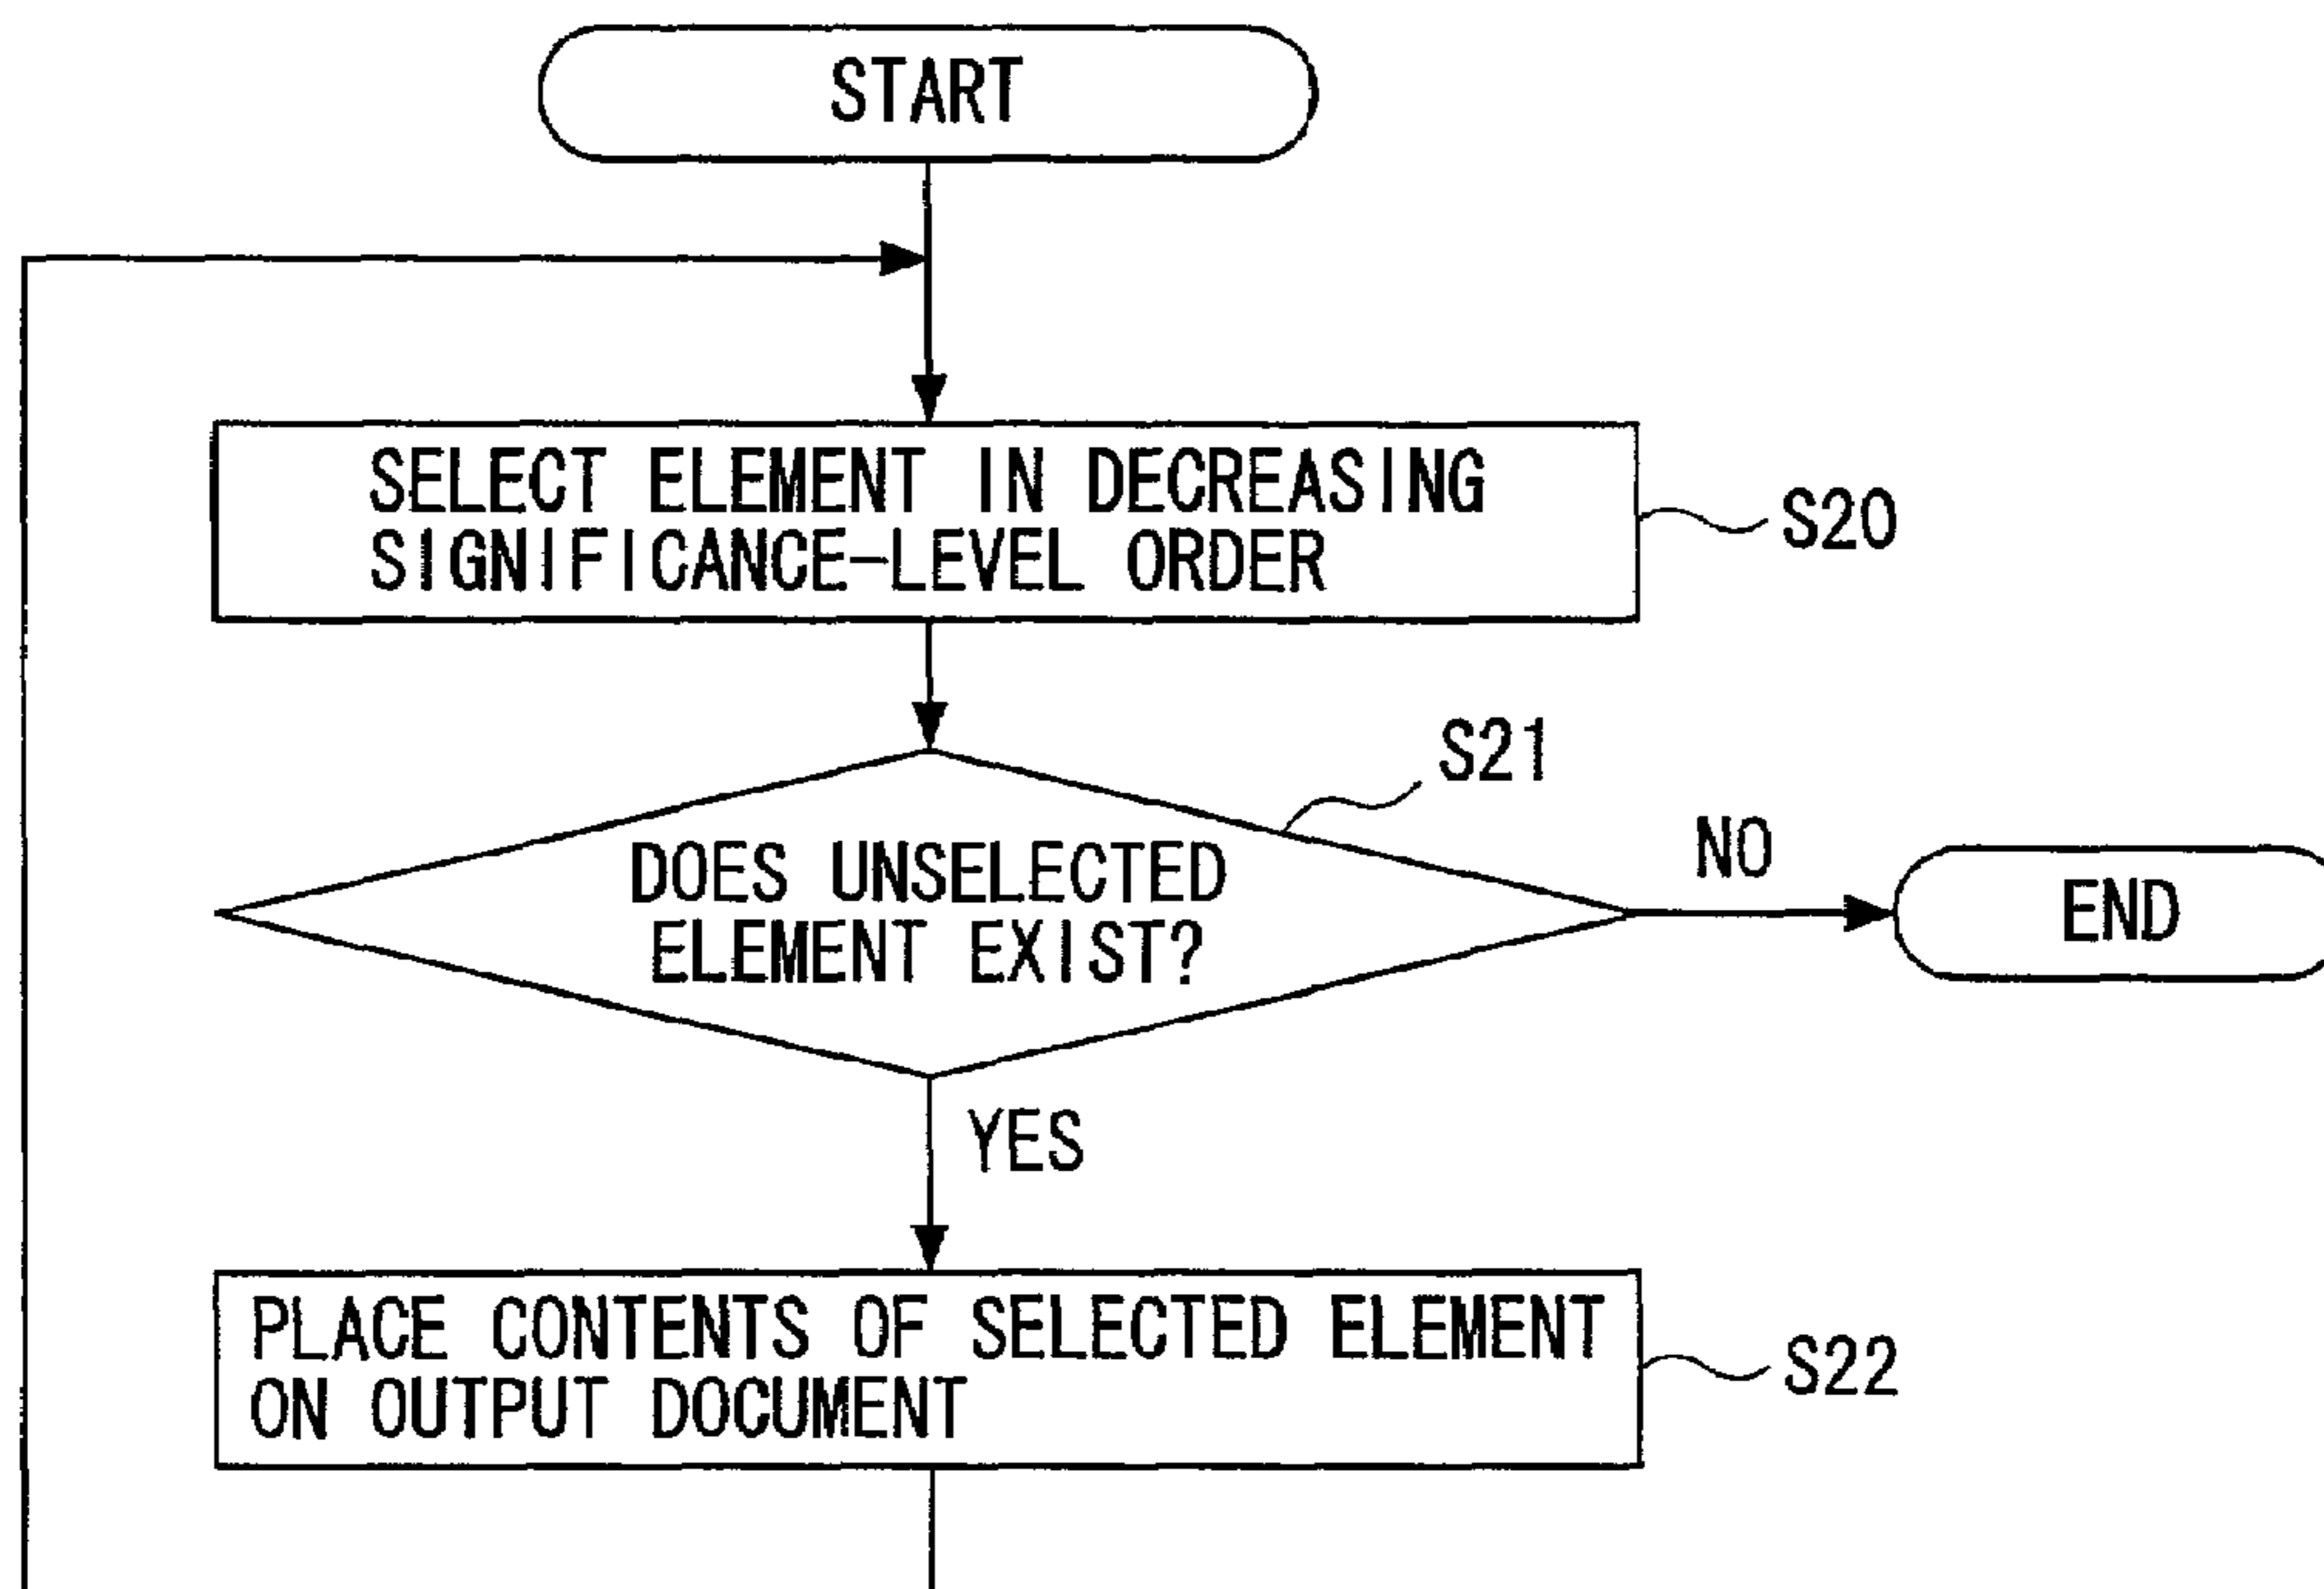 START
SELECT ELEMENT IN DECREASING
SIGNIFICANCE-LEVEL ORDER
S20
S21
DOES UNSELECTED
ELEMENT EXIST?
NO
END
YES
PLACE CONTENTS OF SELECTED ELEMENT
ON OUTPUT DOCUMENT
S22